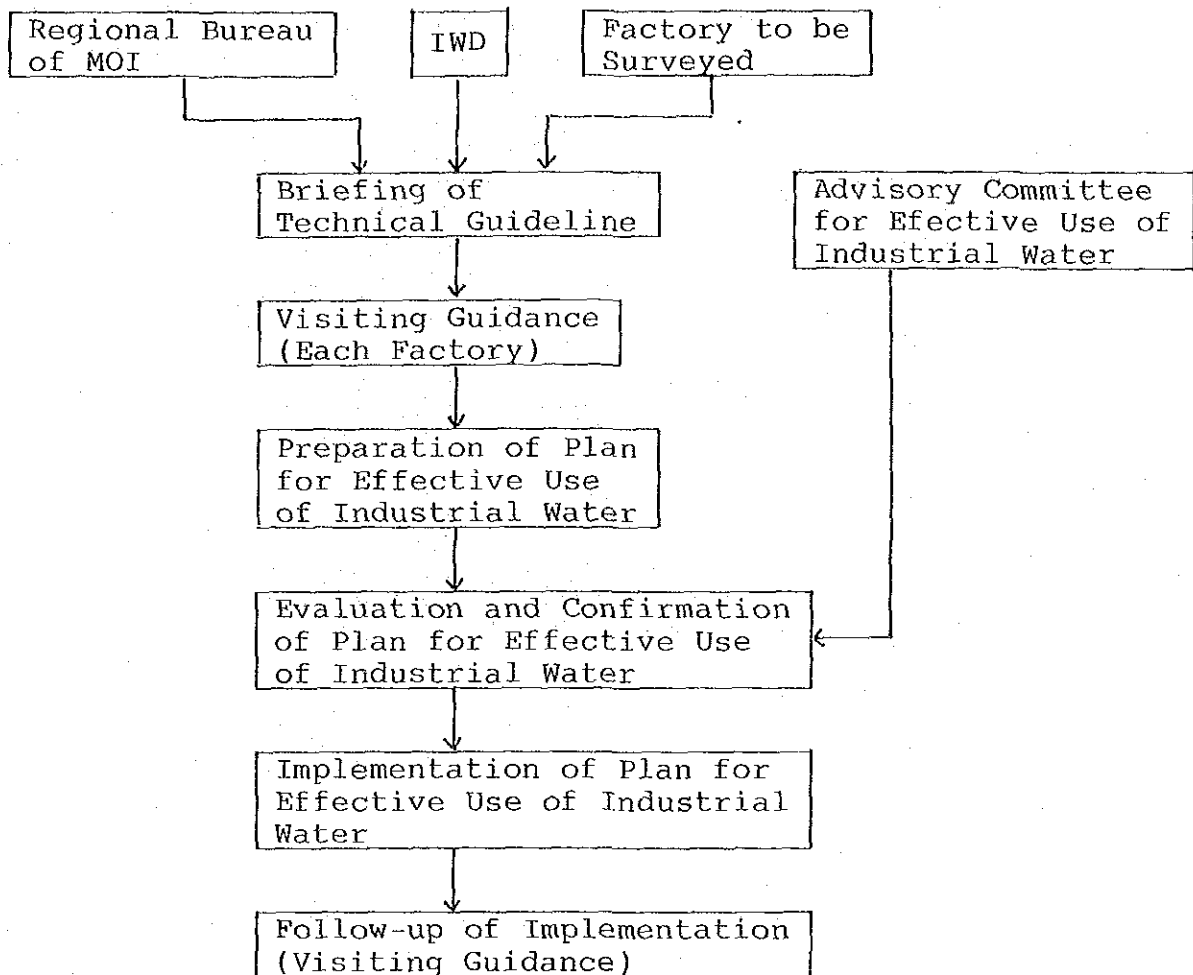 Regional Bureau
of MOI
IWD
Factory to be
Surveyed
Briefing of
Technical Guideline
Advisory Committee
for Efective Use of
Industrial Water
Visiting Guidance
(Each Factory)
Preparation of Plan
for Effective Use
of Industrial Water
Evaluation and Confirmation
of Plan for Effective Use
of Industrial Water
Implementation of Plan for
Effective Use of Industrial
Water
Follow-up of Implementation
(Visiting Guidance)